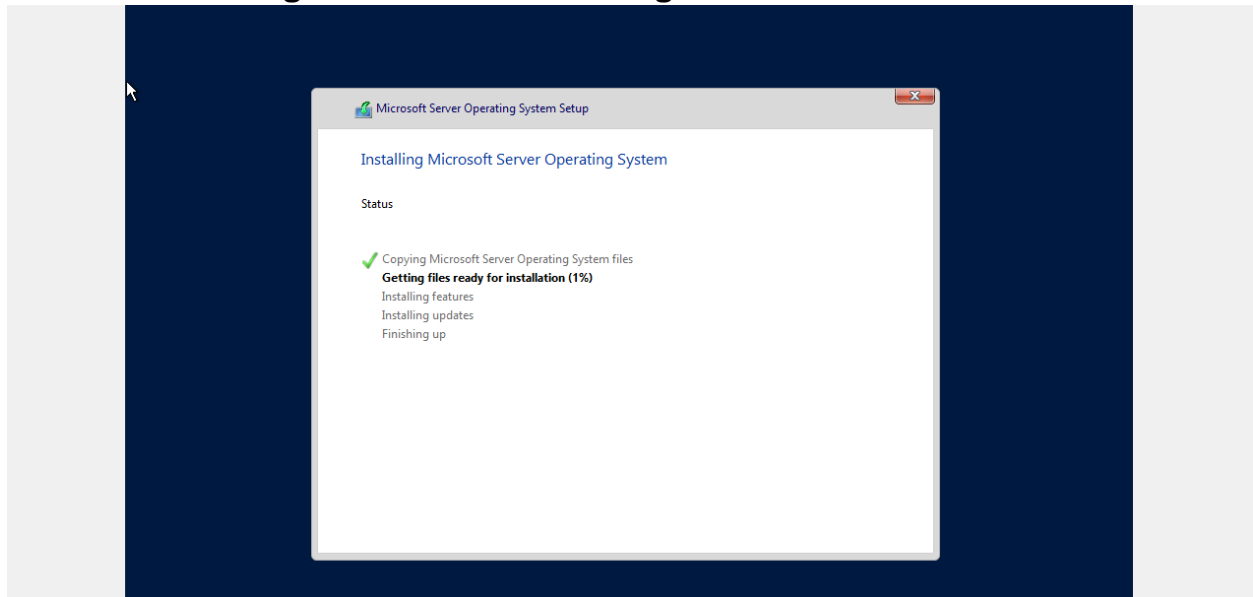 Microsoft Server Operating System Setup
Installing Microsoft Server Operating System
Status
Copying Microsoft Server Operating System files
Getting files ready for installation (1%)
Installing features
Installing updates
Finishing up